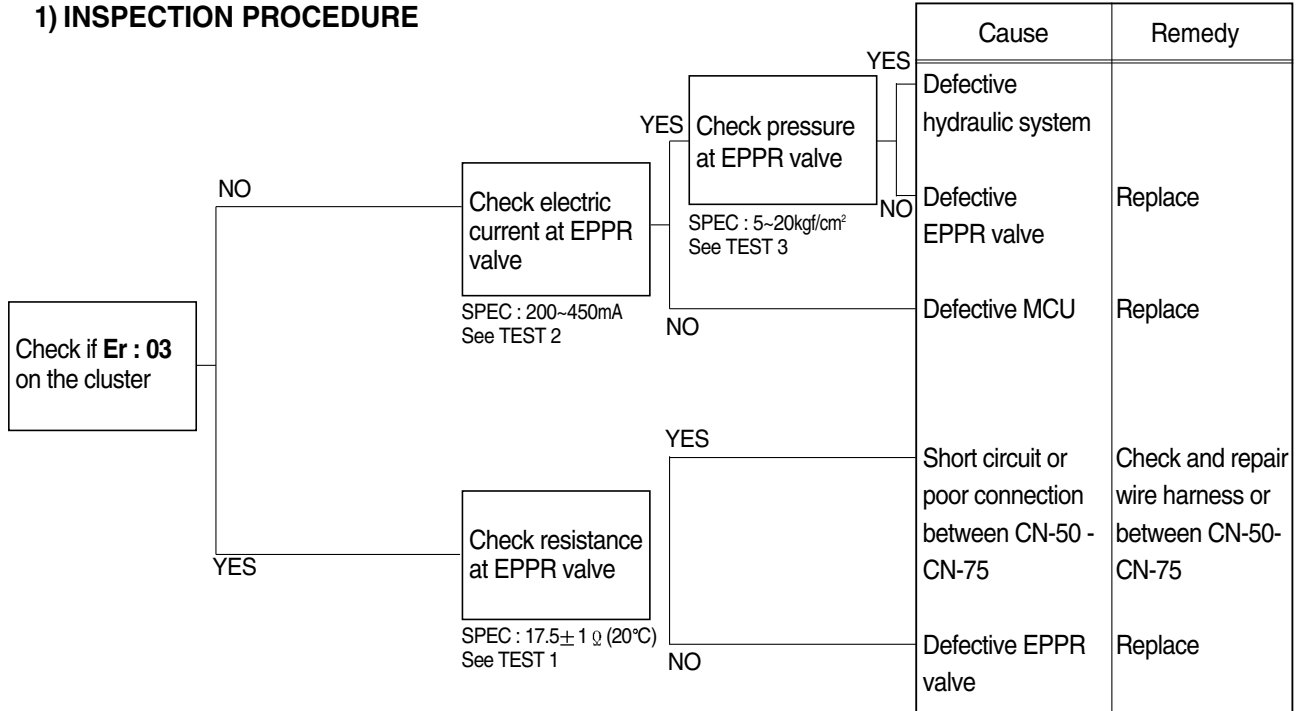 1) INSPECTION PROCEDURE
Cause
Remedy
YES
Defective
hydraulic system
YES
Check pressure
at EPPR valve
NO
Check electric
current at EPPR
valve
NO
Defective
EPPR valve
Replace
SPEC : 5~20kgf/cm²
See TEST 3
SPEC : 200~450mA
See TEST 2
NO
Defective MCU
Replace
Check if Er : 03
on the cluster
YES
Short circuit or
poor connection
between CN-50 -
CN-75
Check and repair
wire harness or
between CN-50-
CN-75
YES
Check resistance
at EPPR valve
SPEC : 17.5±1 Ω (20℃)
See TEST 1
NO
Defective EPPR
valve
Replace